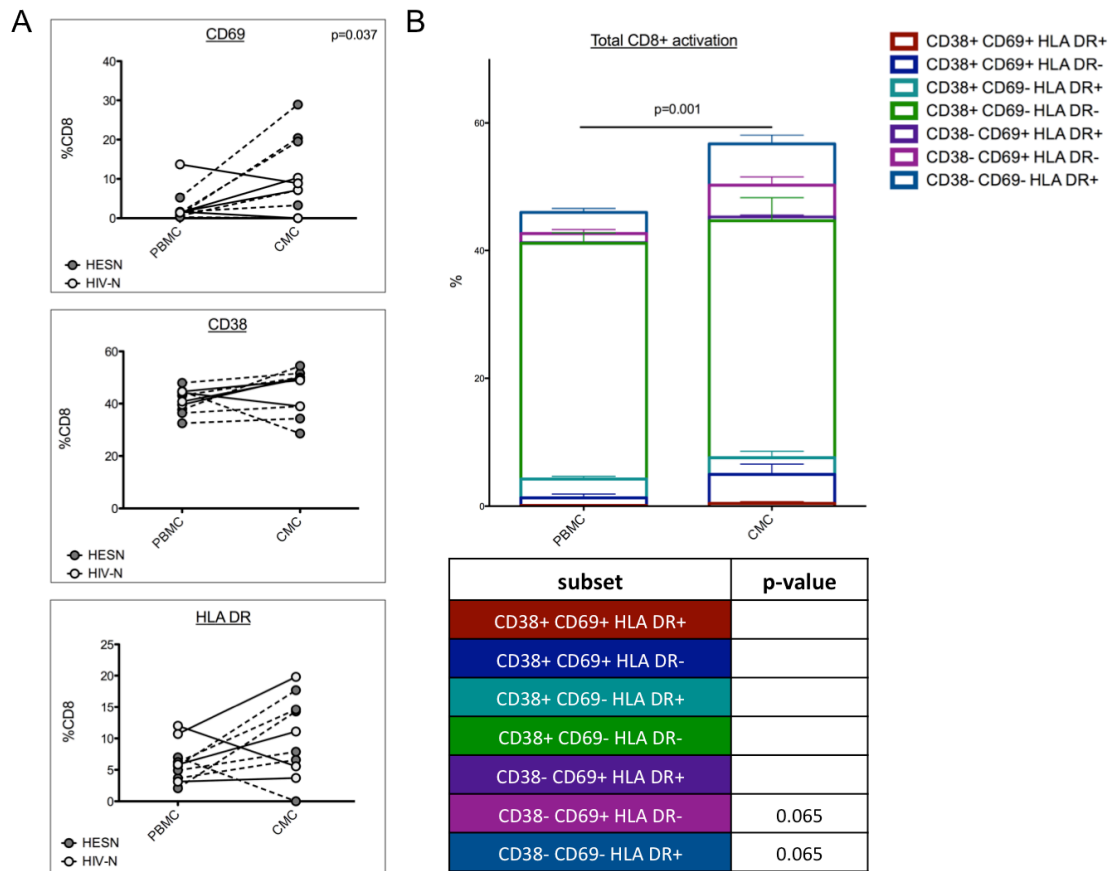 A
CD69
p=0.037
40
30
20
10
0
%CD8
PBMC
CMC
HESN
HIV-N
CD38
60
40
20
0
%CD8
PBMC
CMC
HESN
HIV-N
HLA DR
25
20
15
10
5
0
%CD8
PBMC
CMC
HESN
HIV-N
B
Total CD8+ activation
p=0.001
60
40
20
0
%
PBMC
CMC
CD38+ CD69+ HLA DR+
CD38+ CD69+ HLA DR-
CD38+ CD69- HLA DR+
CD38+ CD69- HLA DR-
CD38- CD69+ HLA DR+
CD38- CD69+ HLA DR-
CD38- CD69- HLA DR+
subset p-value
CD38+ CD69+ HLA DR+
CD38+ CD69+ HLA DR-
CD38+ CD69- HLA DR+
CD38+ CD69- HLA DR-
CD38- CD69+ HLA DR+
CD38- CD69+ HLA DR- 0.065
CD38- CD69- HLA DR+ 0.065